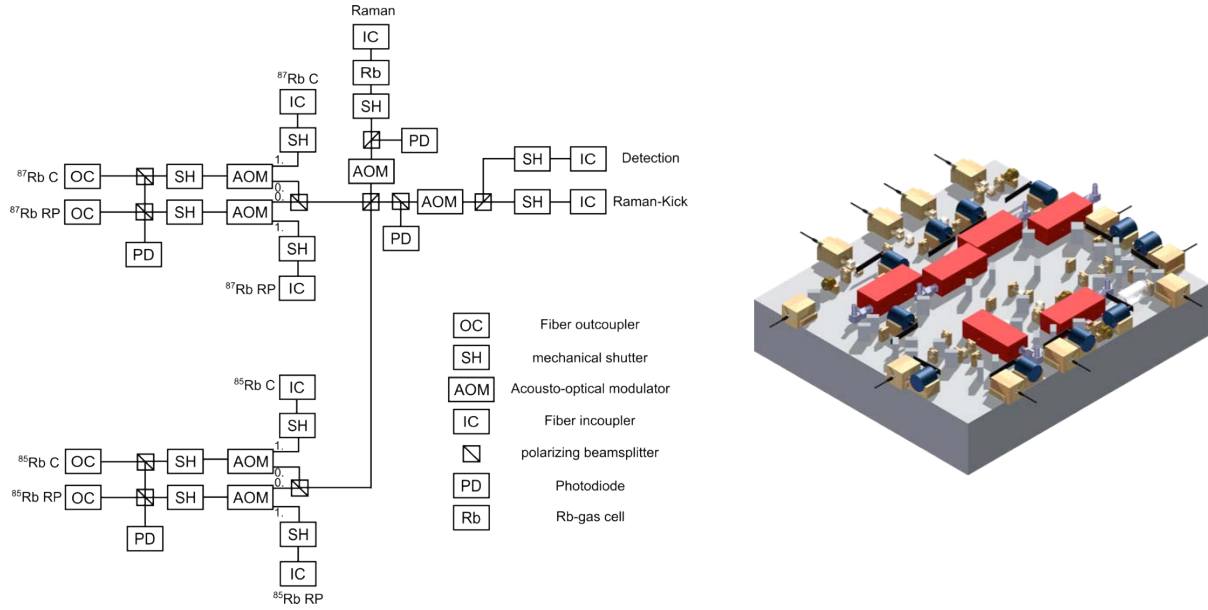 Raman
IC
Rb
SH
PD
AOM
⁸⁷Rb C
IC
SH
1.
⁸⁷Rb C OC SH AOM
0.
0.
⁸⁷Rb RP OC SH AOM
1.
PD
SH
⁸⁷Rb RP IC
SH IC Detection
AOM SH IC Raman-Kick
PD
OC Fiber outcoupler
SH mechanical shutter
AOM Acousto-optical modulator
IC Fiber incoupler
polarizing beamsplitter
PD Photodiode
Rb Rb-gas cell
⁸⁵Rb C IC
SH
1.
⁸⁵Rb C OC SH AOM
0.
0.
⁸⁵Rb RP OC SH AOM
1.
PD
SH
IC
⁸⁵Rb RP